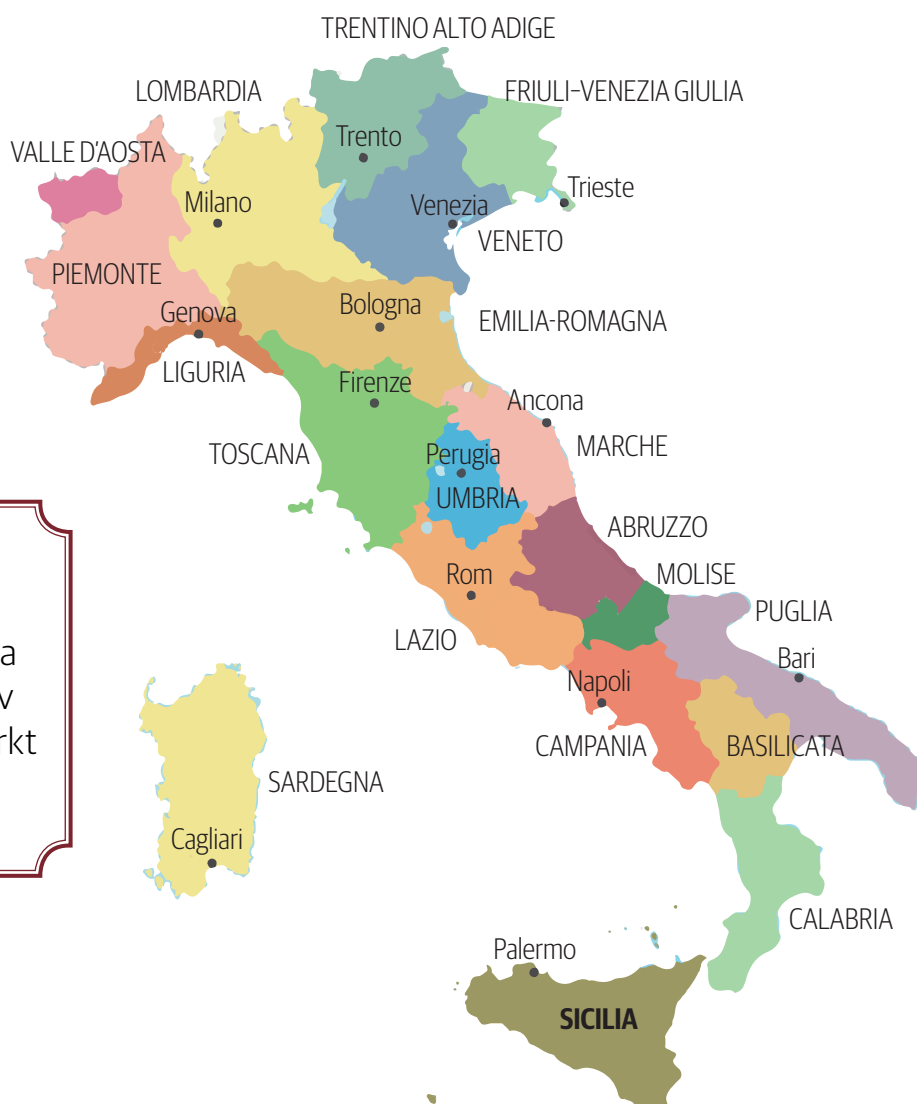 TRENTINO ALTO ADIGE
LOMBARDIA
FRIULI-VENEZIA GIULIA
Trento
VALLE D'AOSTA
Trieste
Milano
Venezia
VENETO
PIEMONTE
Genova
Bologna
EMILIA-ROMAGNA
LIGURIA
Firenze
Ancona
TOSCANA
Perugia
MARCHE
UMBRIA
ABRUZZO
Rom
MOLISE
PUGLIA
LAZIO
a
Bari
Napoli
v
rkt
CAMPANIA
BASILICATA
SARDEGNA
Cagliari
CALABRIA
Palermo
SICILIA